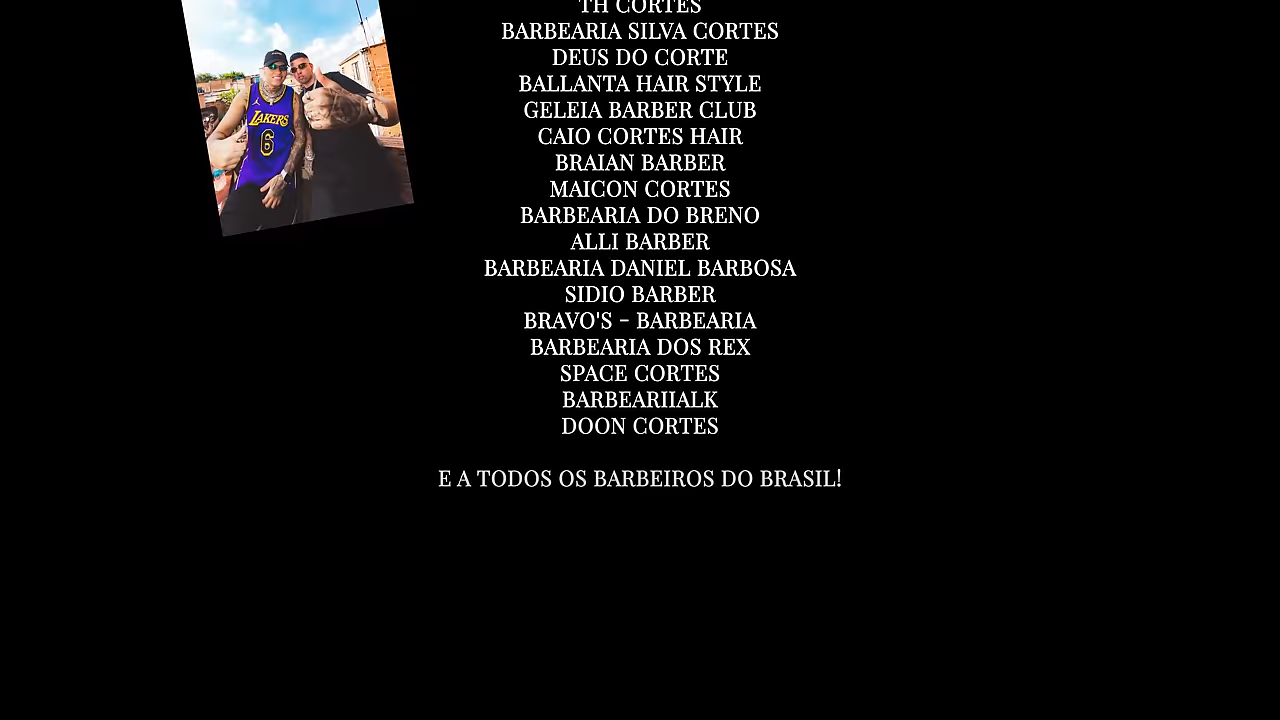 TH CORTES
BARBEARIA SILVA CORTES
DEUS DO CORTE
BALLANTA HAIR STYLE
GELEIA BARBER CLUB
CAIO CORTES HAIR
BRAIAN BARBER
MAICON CORTES
BARBEARIA DO BRENO
ALLI BARBER
BARBEARIA DANIEL BARBOSA
SIDIO BARBER
BRAVO'S - BARBEARIA
BARBEARIA DOS REX
SPACE CORTES
BARBEARIIALK
DOON CORTES
E A TODOS OS BARBEIROS DO BRASIL!
LAKERS
6